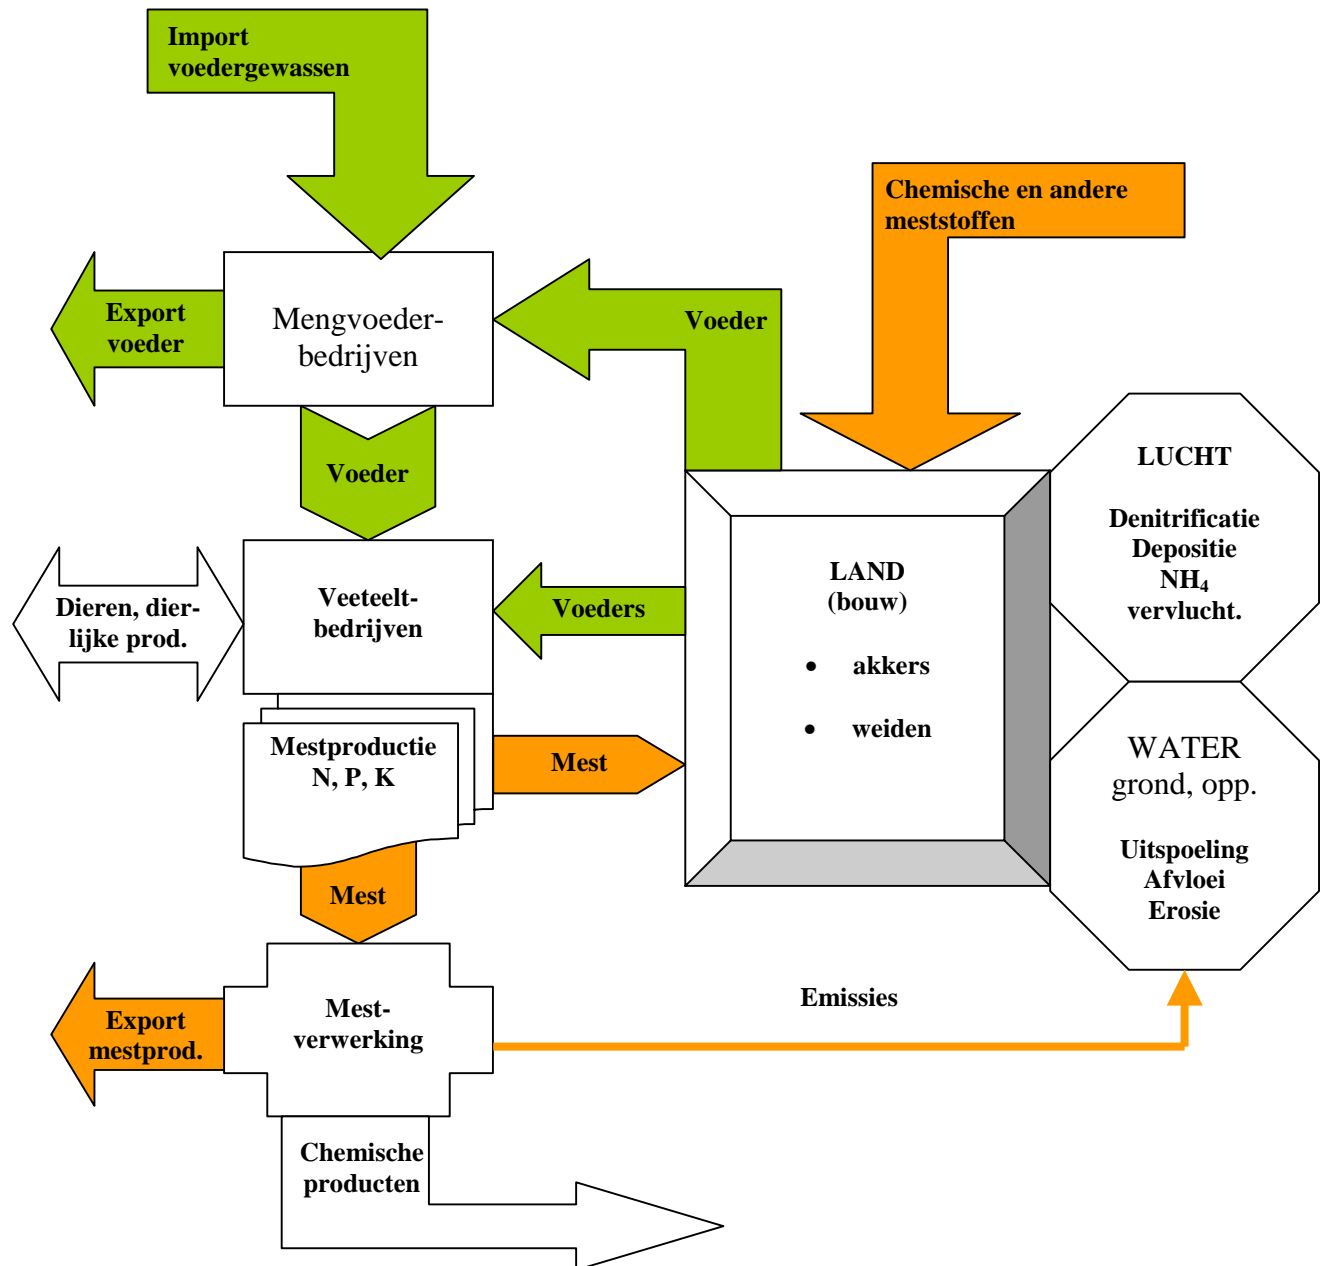 Import
voedergewassen
Chemische en andere
meststoffen
Export
voeder
Mengvoeder-
bedrijven
Voeder
Voeder
LUCHT
Denitrificatie
Depositie
NH₄
vervlucht.
Dieren, dier-
lijke prod.
Veeteelt-
bedrijven
Voeders
LAND
(bouw)
• akkers
• weiden
Mestproductie
N, P, K
Mest
WATER
grond, opp.
Uitspoeling
Afvloei
Erosie
Mest
Export
mestprod.
Mest-
verwerking
Emissies
Chemische
producten